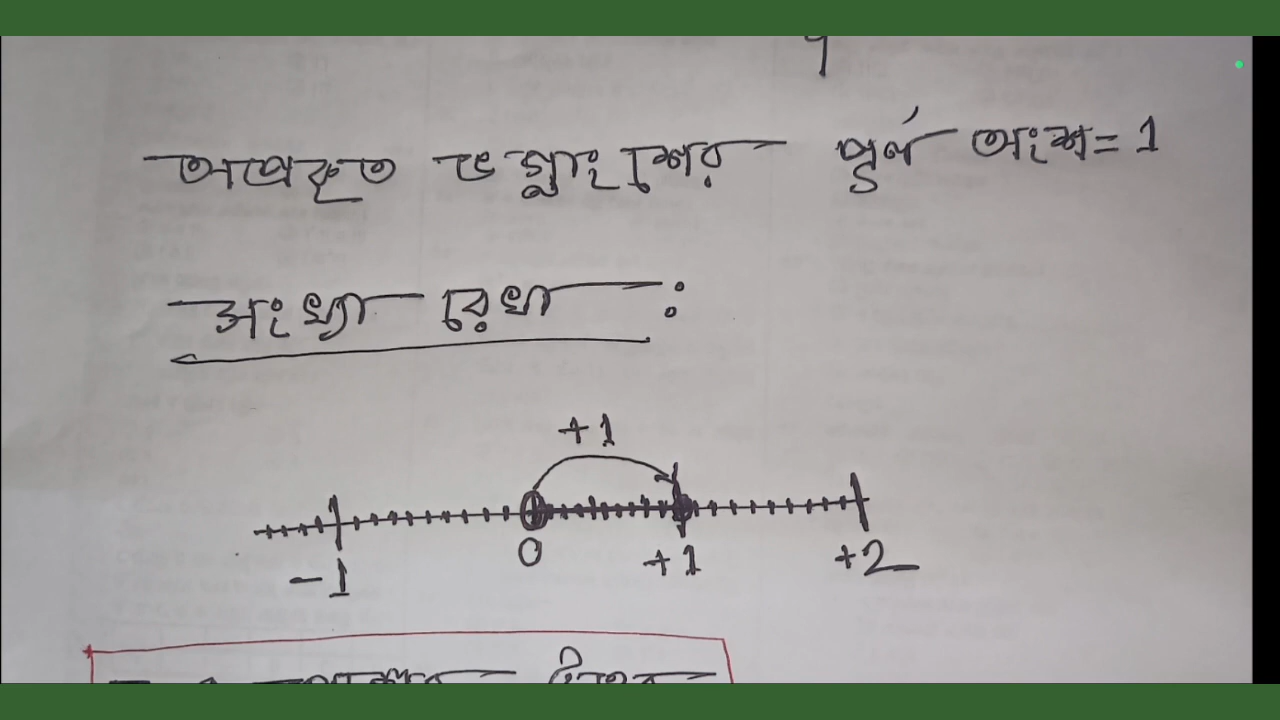 অপ্রকৃত ভগ্নাংশের পূর্ণ অংশ= 1
সংখ্যা রেখা :
+1
-1 0 +1 +2